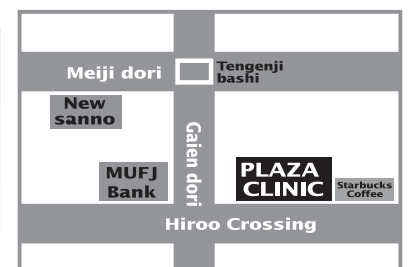 Meiji dori
Tengenji
bashi
New
sanno
Gaien dori
MUFJ
Bank
PLAZA
CLINIC
Starbucks
Coffee
Hiroo Crossing